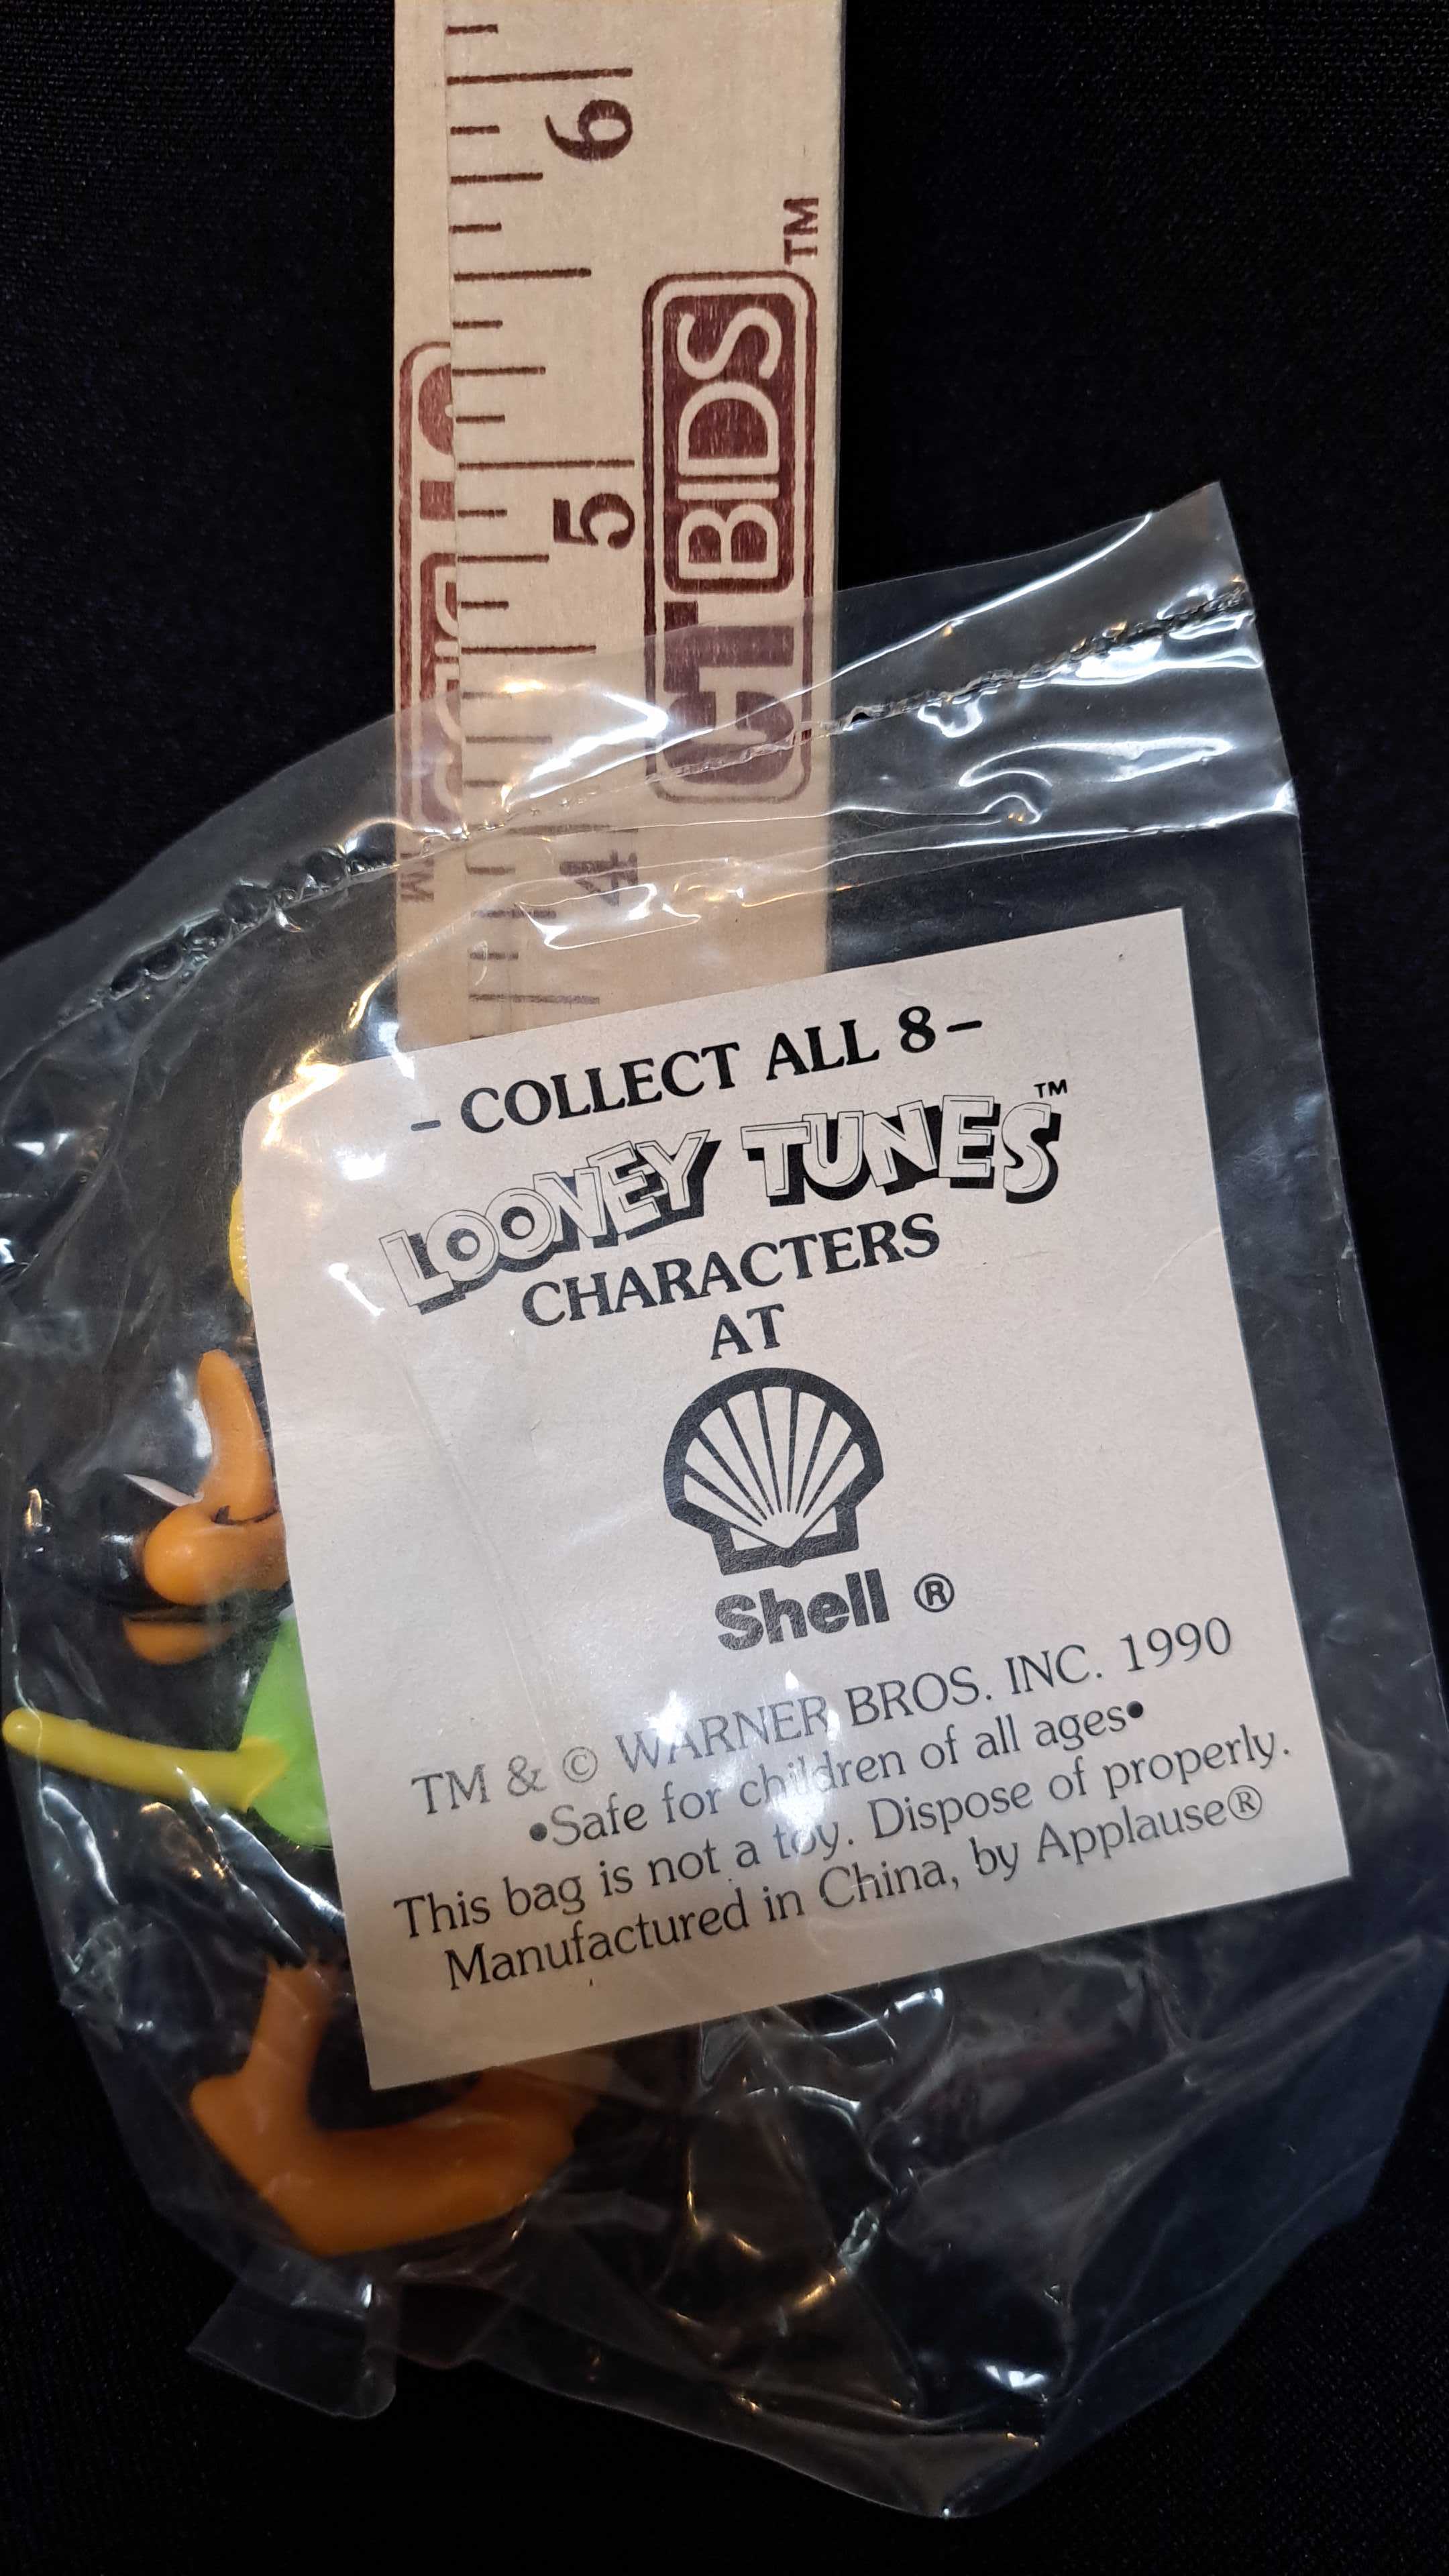 6
5
4
CTBIDS™
- COLLECT ALL 8 -
LOONEY TUNES™
CHARACTERS
AT
Shell ®
TM & © WARNER BROS. INC. 1990
•Safe for children of all ages•
This bag is not a toy. Dispose of properly.
Manufactured in China, by Applause®